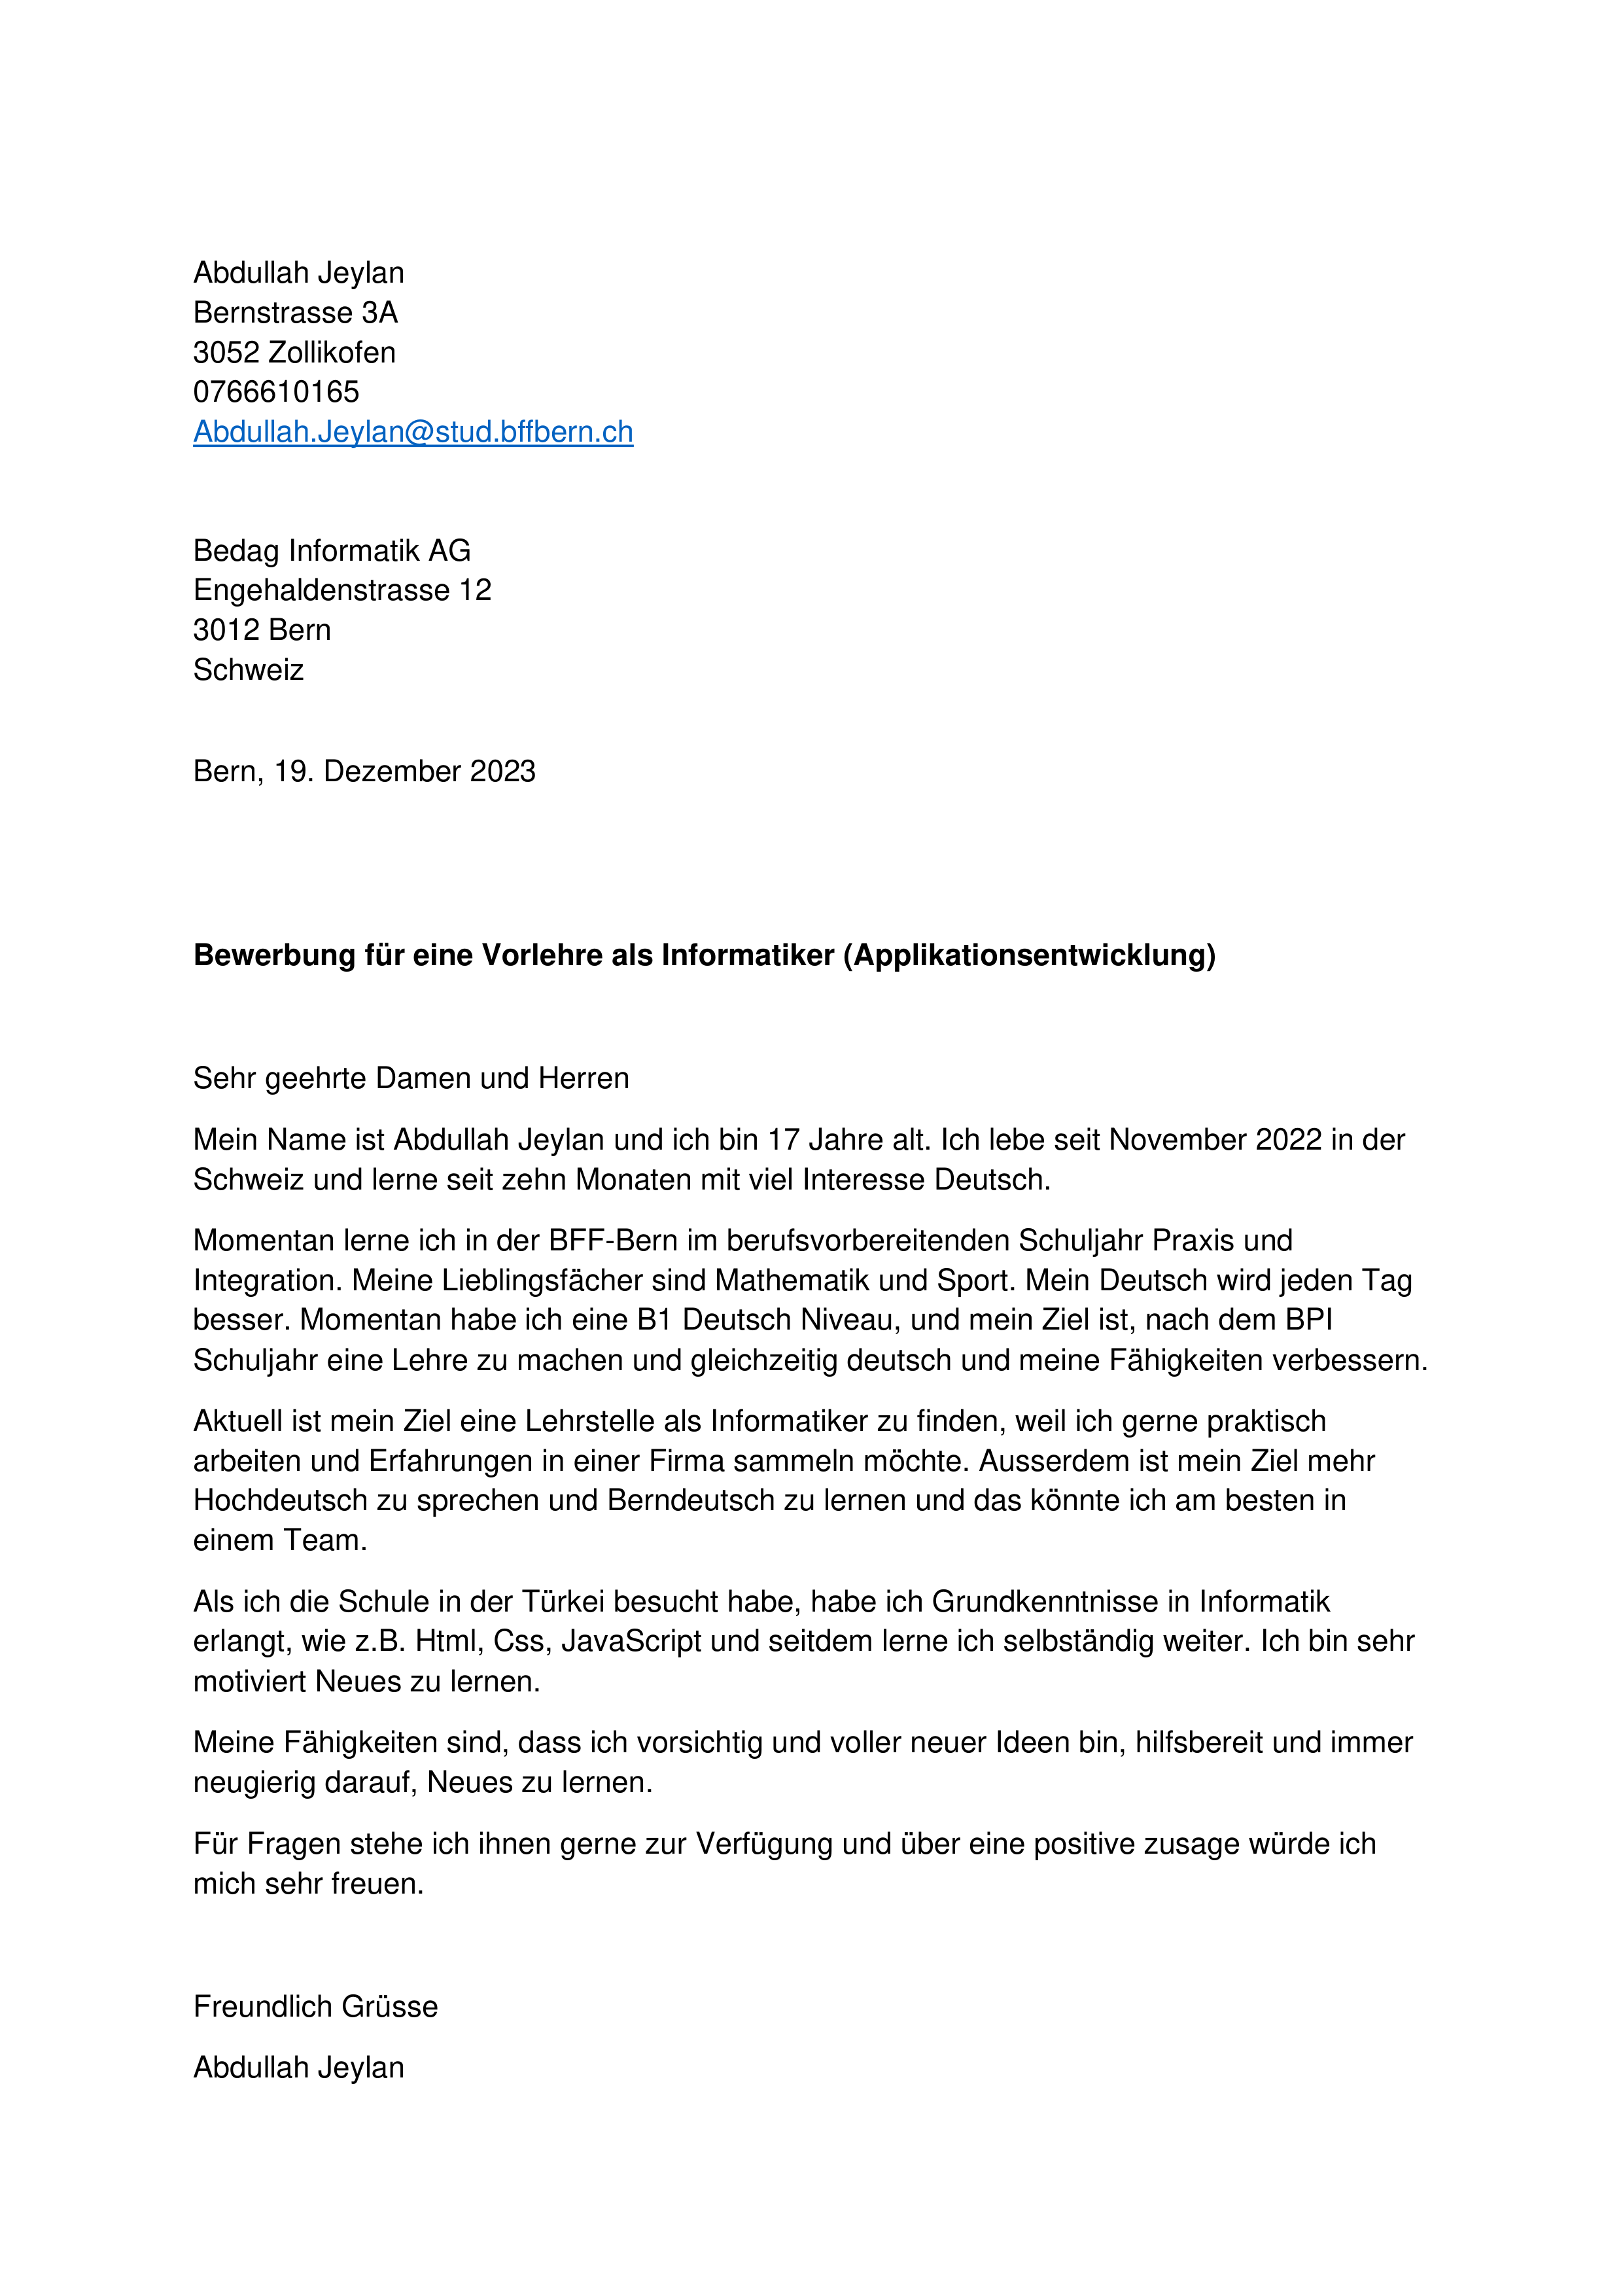 Abdullah Jeylan
Bernstrasse 3A
3052 Zollikofen
0766610165
Abdullah.Jeylan@stud.bffbern.ch
Bedag Informatik AG
Engehaldenstrasse 12
3012 Bern
Schweiz
Bern, 19. Dezember 2023
Bewerbung für eine Vorlehre als Informatiker (Applikationsentwicklung)
Sehr geehrte Damen und Herren
Mein Name ist Abdullah Jeylan und ich bin 17 Jahre alt. Ich lebe seit November 2022 in der
Schweiz und lerne seit zehn Monaten mit viel Interesse Deutsch.
Momentan lerne ich in der BFF-Bern im berufsvorbereitenden Schuljahr Praxis und
Integration. Meine Lieblingsfächer sind Mathematik und Sport. Mein Deutsch wird jeden Tag
besser. Momentan habe ich eine B1 Deutsch Niveau, und mein Ziel ist, nach dem BPI
Schuljahr eine Lehre zu machen und gleichzeitig deutsch und meine Fähigkeiten verbessern.
Aktuell ist mein Ziel eine Lehrstelle als Informatiker zu finden, weil ich gerne praktisch
arbeiten und Erfahrungen in einer Firma sammeln möchte. Ausserdem ist mein Ziel mehr
Hochdeutsch zu sprechen und Berndeutsch zu lernen und das könnte ich am besten in
einem Team.
Als ich die Schule in der Türkei besucht habe, habe ich Grundkenntnisse in Informatik
erlangt, wie z.B. Html, Css, JavaScript und seitdem lerne ich selbständig weiter. Ich bin sehr
motiviert Neues zu lernen.
Meine Fähigkeiten sind, dass ich vorsichtig und voller neuer Ideen bin, hilfsbereit und immer
neugierig darauf, Neues zu lernen.
Für Fragen stehe ich ihnen gerne zur Verfügung und über eine positive zusage würde ich
mich sehr freuen.
Freundlich Grüsse
Abdullah Jeylan